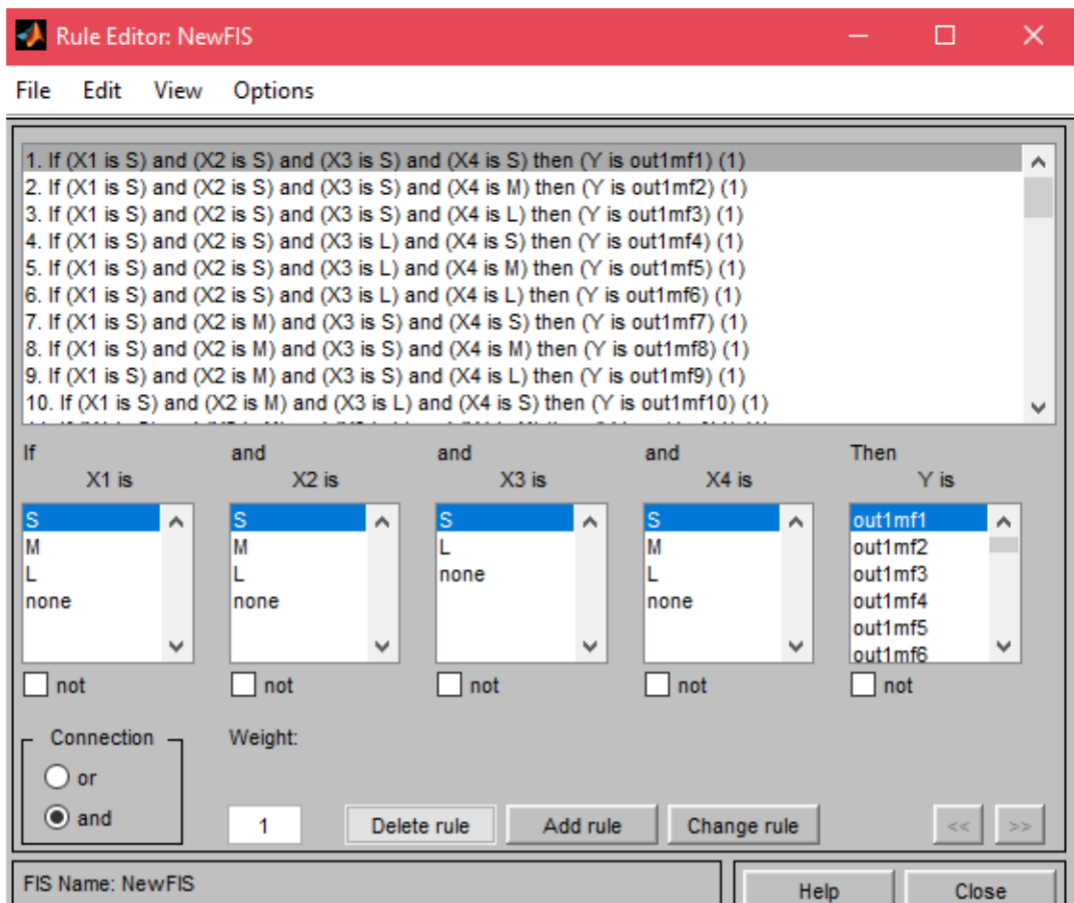 Rule Editor: NewFIS
File Edit View Options
1. If (X1 is S) and (X2 is S) and (X3 is S) and (X4 is S) then (Y is out1mf1) (1)
2. If (X1 is S) and (X2 is S) and (X3 is S) and (X4 is M) then (Y is out1mf2) (1)
3. If (X1 is S) and (X2 is S) and (X3 is S) and (X4 is L) then (Y is out1mf3) (1)
4. If (X1 is S) and (X2 is S) and (X3 is L) and (X4 is S) then (Y is out1mf4) (1)
5. If (X1 is S) and (X2 is S) and (X3 is L) and (X4 is M) then (Y is out1mf5) (1)
6. If (X1 is S) and (X2 is S) and (X3 is L) and (X4 is L) then (Y is out1mf6) (1)
7. If (X1 is S) and (X2 is M) and (X3 is S) and (X4 is S) then (Y is out1mf7) (1)
8. If (X1 is S) and (X2 is M) and (X3 is S) and (X4 is M) then (Y is out1mf8) (1)
9. If (X1 is S) and (X2 is M) and (X3 is S) and (X4 is L) then (Y is out1mf9) (1)
10. If (X1 is S) and (X2 is M) and (X3 is L) and (X4 is S) then (Y is out1mf10) (1)
If and and and Then
X1 is X2 is X3 is X4 is Y is
S S S S out1mf1
M M L M out1mf2
L L none L out1mf3
none none none out1mf4
out1mf5
out1mf6
not not not not not
Connection Weight:
or
and 1 Delete rule Add rule Change rule << >>
FIS Name: NewFIS Help Close